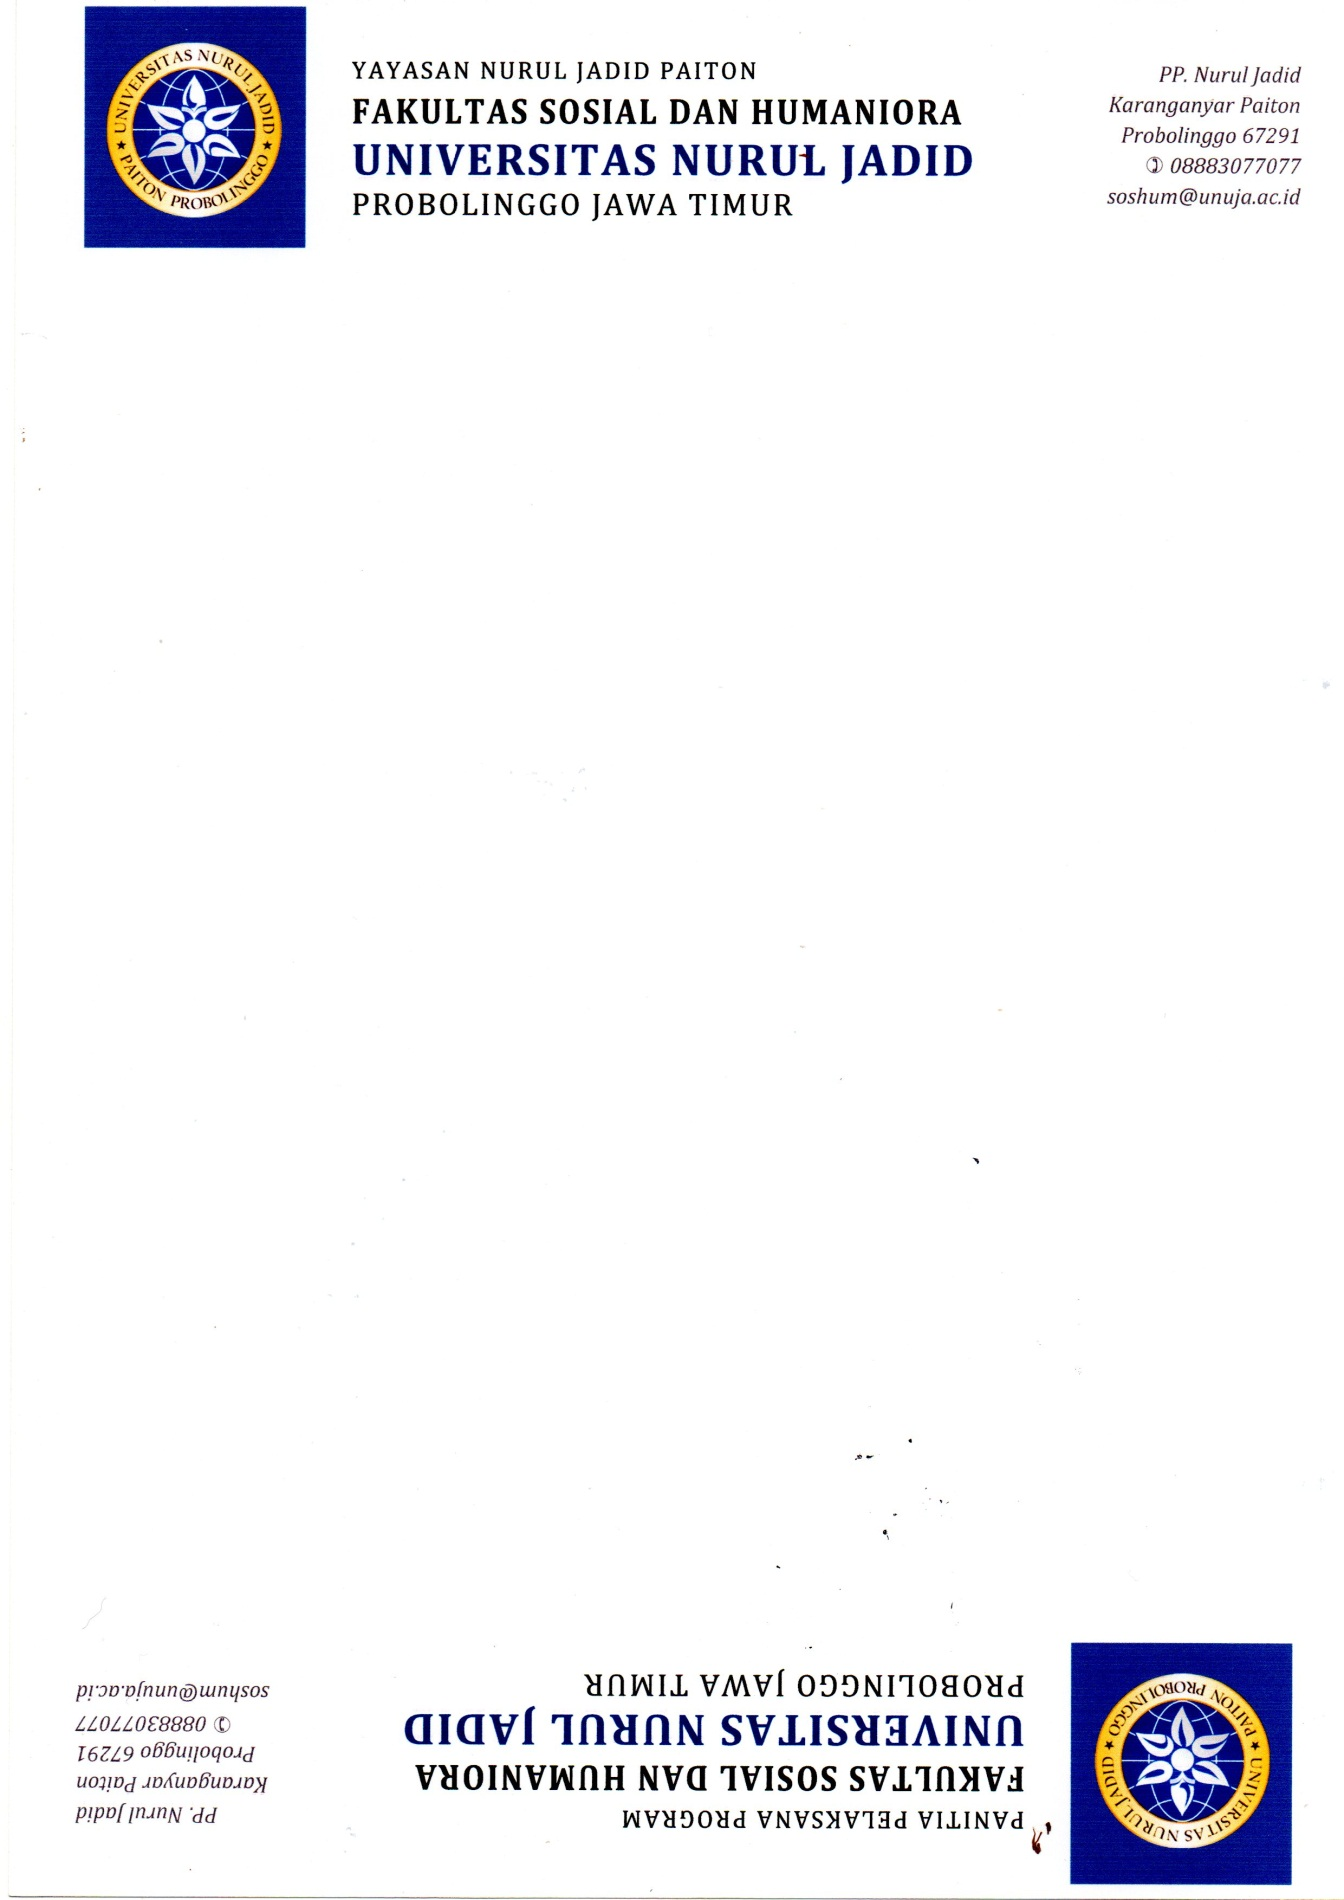 UNIVERSITAS NURUL JADID
PAITON PROBOLINGGO
YAYASAN NURUL JADID PAITON
FAKULTAS SOSIAL DAN HUMANIORA
UNIVERSITAS NURUL JADID
PROBOLINGGO JAWA TIMUR
PP. Nurul Jadid
Karanganyar Paiton
Probolinggo 67291
✆ 08883077077
soshum@unuja.ac.id
UNIVERSITAS NURUL JADID
PAITON PROBOLINGGO
PANITIA PELAKSANA PROGRAM
FAKULTAS SOSIAL DAN HUMANIORA
UNIVERSITAS NURUL JADID
PROBOLINGGO JAWA TIMUR
PP. Nurul Jadid
Karanganyar Paiton
Probolinggo 67291
✆ 08883077077
soshum@unuja.ac.id